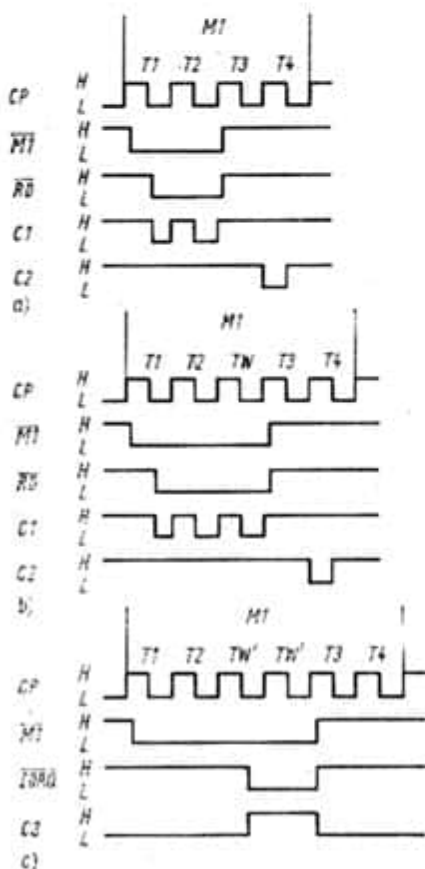 M1
T1 T2 T3 T4
CP H L
M1 H L
RD H L
C1 H L
C2 H L
a)
M1
T1 T2 TW T3 T4
CP H L
M1 H L
RD H L
C1 H L
C2 H L
b)
M1
T1 T2 TW' TW' T3 T4
CP H L
M1 H L
IORQ H L
C3 H L
c)